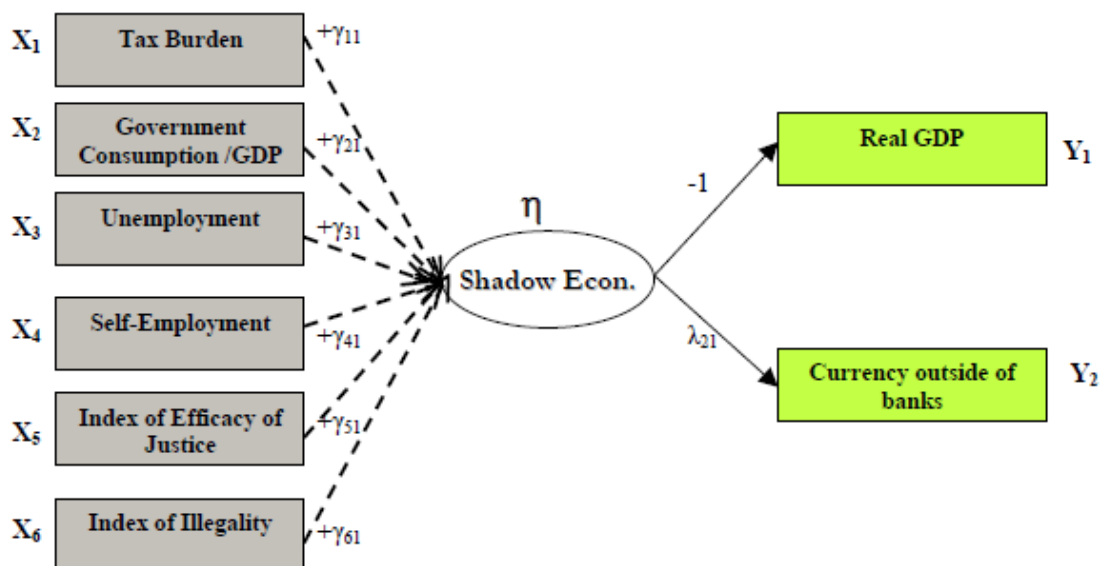 X₁
Tax Burden
+γ₁₁
X₂
Government
Consumption /GDP
+γ₂₁
X₃
Unemployment
+γ₃₁
X₄
Self-Employment
+γ₄₁
X₅
Index of Efficacy of
Justice
+γ₅₁
X₆
Index of Illegality
+γ₆₁
η
Shadow Econ.
-1
λ₂₁
Real GDP
Y₁
Currency outside of
banks
Y₂